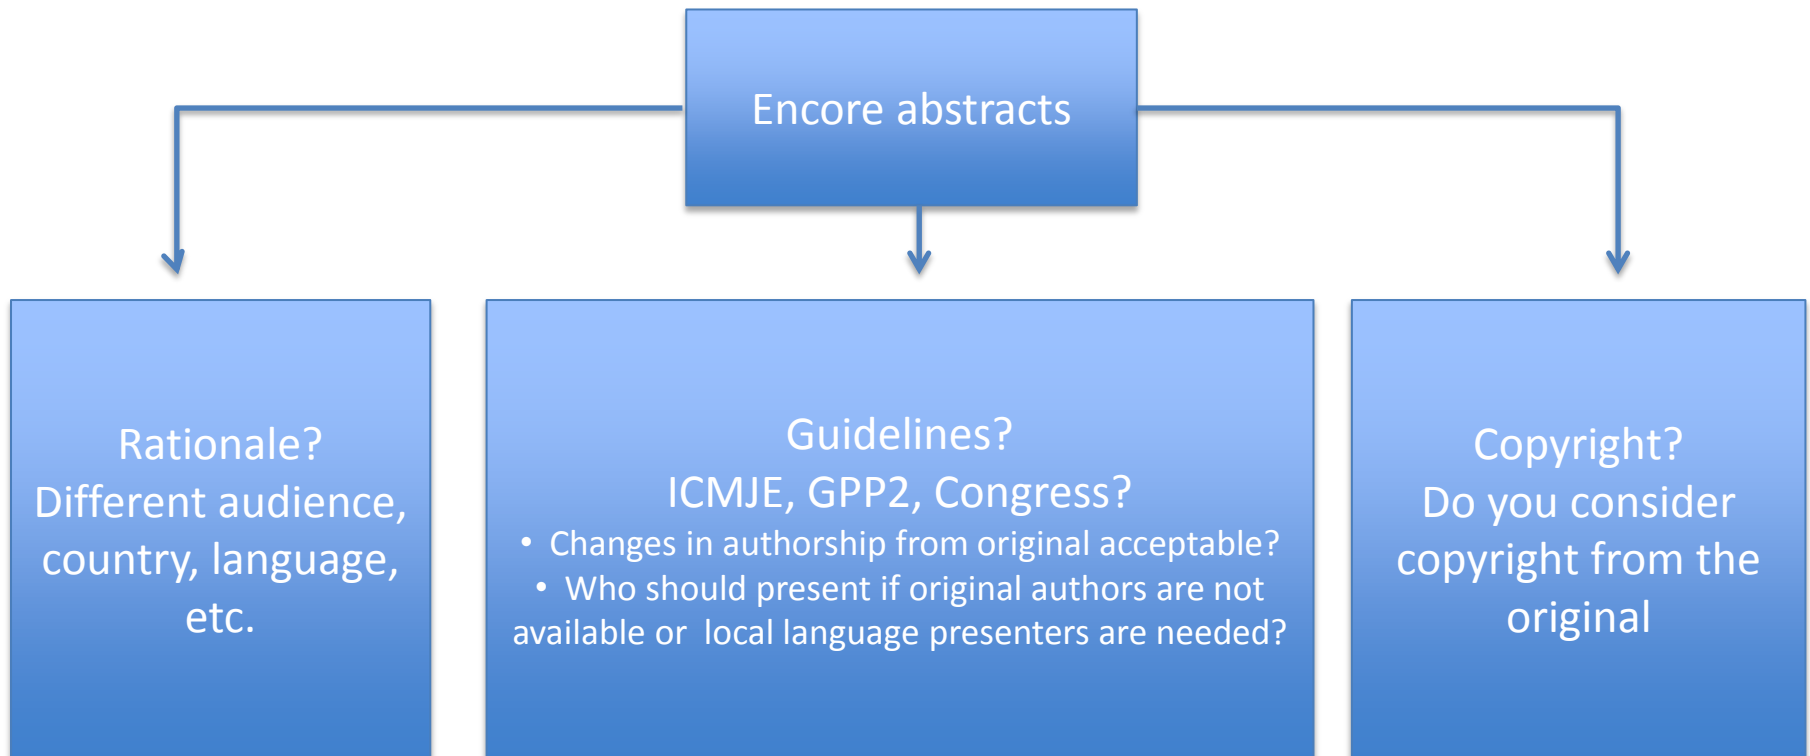 Encore abstracts
Rationale?
Different audience,
country, language,
etc.
Guidelines?
ICMJE, GPP2, Congress?
• Changes in authorship from original acceptable?
• Who should present if original authors are not
available or  local language presenters are needed?
Copyright?
Do you consider
copyright from the
original